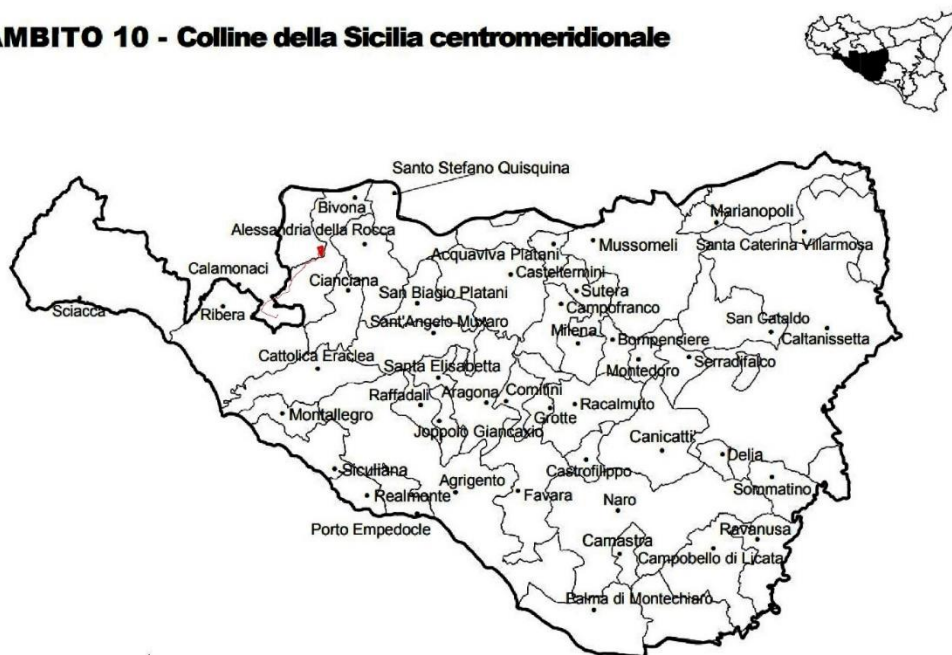 AMBITO 10 - Colline della Sicilia centromeridionale
Santo Stefano Quisquina
Bivona
Marianopoli
Alessandria della Rocca
Mussomeli
Santa Caterina Villarmosa
Acquaviva Platani
Calamonaci
Casteltermini
Cianciana
Sutera
San Biagio Platani
Campofranco
Sciacca
Ribera
San Cataldo
Sant'Angelo Muxaro
Milena
Bompensiere
Caltanissetta
Cattolica Eraclea
Serradifalco
Santa Elisabetta
Montedoro
Raffadali
Aragona
Comitini
Montallegro
Grotte
Racalmuto
Joppolo Giancaxio
Canicatti'
Delia
Siculiana
Castrofilippo
Agrigento
Sommatino
Realmonte
Favara
Naro
Porto Empedocle
Ravanusa
Camastra
Campobello di Licata
Palma di Montechiaro